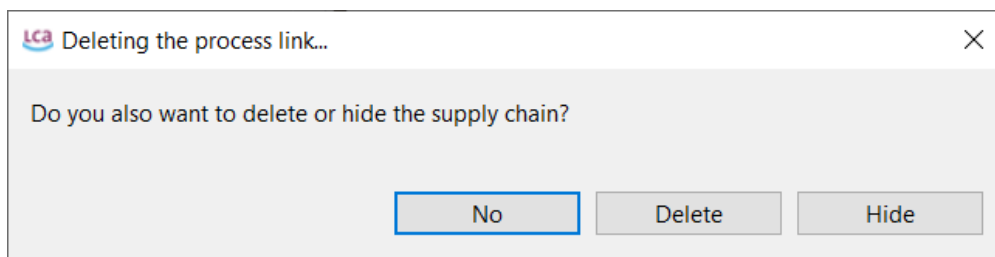 lca Deleting the process link...
Do you also want to delete or hide the supply chain?
No Delete Hide